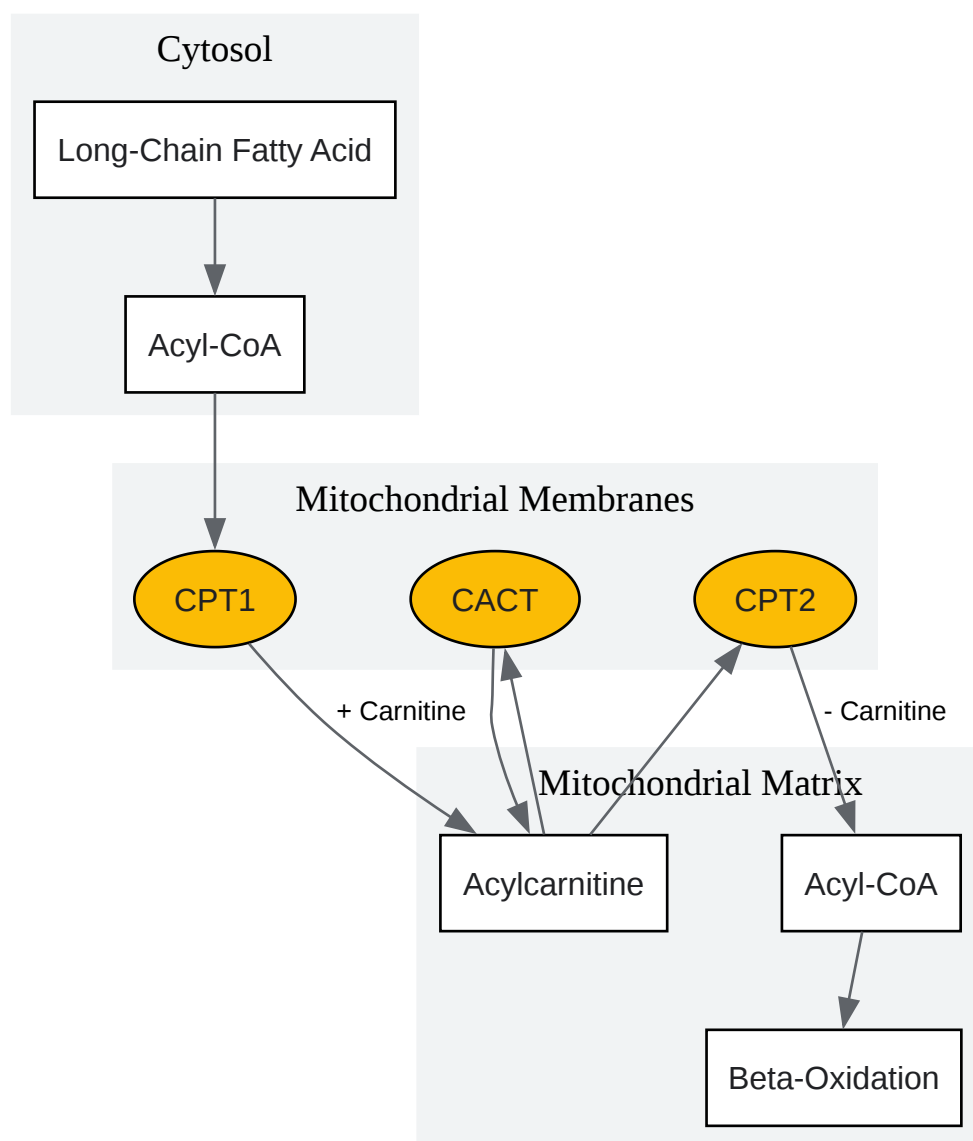 Cytosol
Long-Chain Fatty Acid
Acyl-CoA
Mitochondrial Membranes
CPT1
CACT
CPT2
+ Carnitine
- Carnitine
Mitochondrial Matrix
Acylcarnitine
Acyl-CoA
Beta-Oxidation